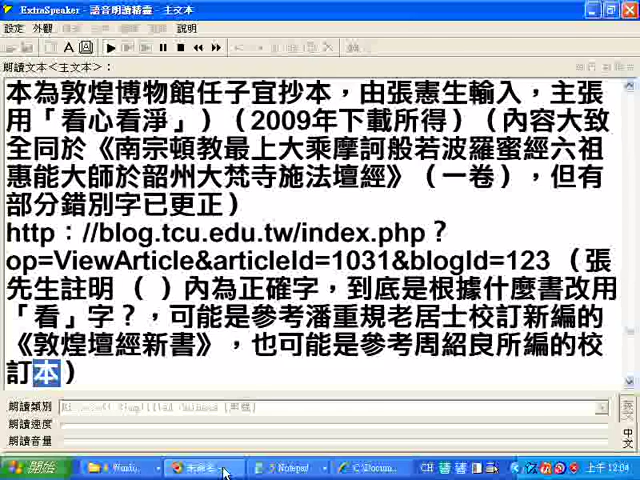 ExtraSpeaker - 語音朗讀精靈 - 主文本
設定 外觀 說明
朗讀文本<主文本>：
本為敦煌博物館任子宜抄本，由張憲生輸入，主張
用「看心看淨」）（2009年下載所得）（內容大致
全同於《南宗頓教最上大乘摩訶般若波羅蜜經六祖
惠能大師於韶州大梵寺施法壇經》（一卷），但有
部分錯別字已更正）
http：//blog.tcu.edu.tw/index.php？
op=ViewArticle&articleId=1031&blogId=123（張
先生註明（ ）內為正確字，到底是根據什麼書改用
「看」字？，可能是參考潘重規老居士校訂新編的
《敦煌壇經新書》，也可能是參考周紹良所編的校
訂本）
朗讀類別
朗讀速度
朗讀音量
英文
中文
開始
Notepad
C:\Docum...
CH
上午 12:04